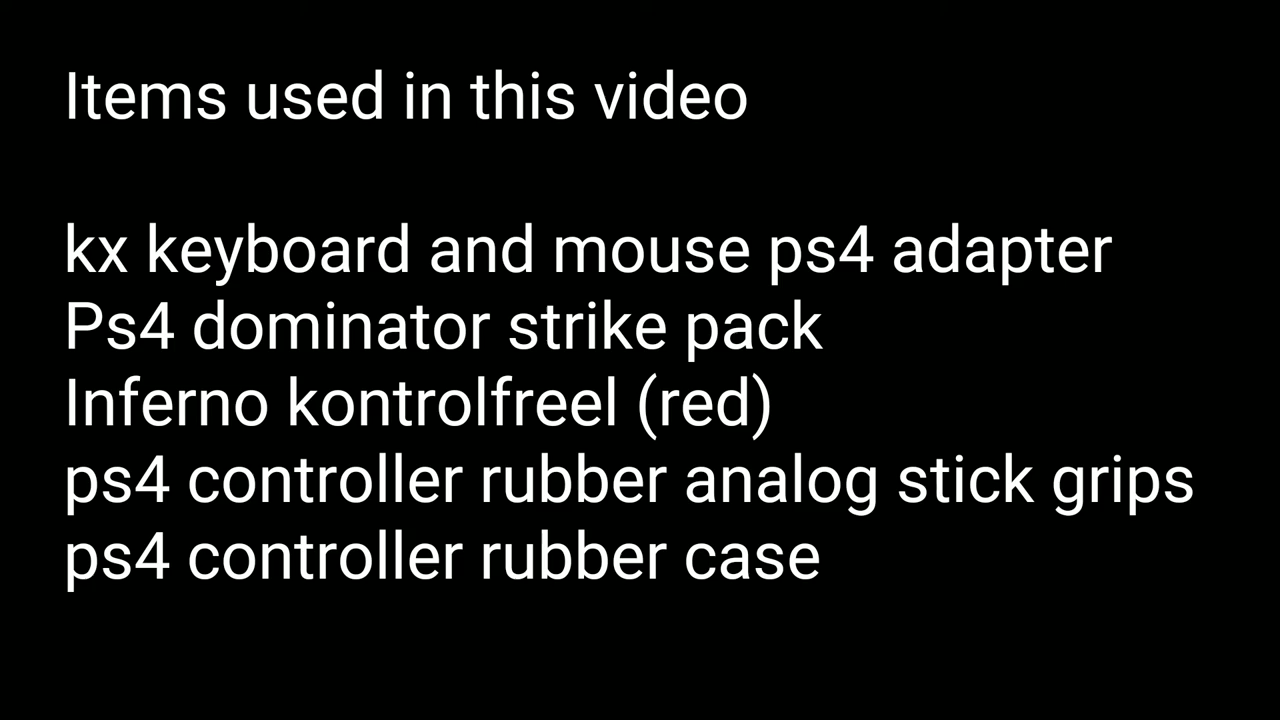 Items used in this video
kx keyboard and mouse ps4 adapter
Ps4 dominator strike pack
Inferno kontrolfreel (red)
ps4 controller rubber analog stick grips
ps4 controller rubber case